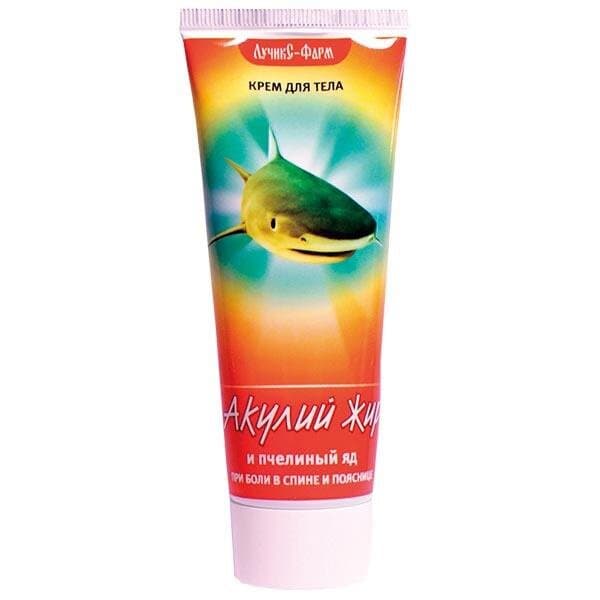 ЛУЧИКС-ФАРМ
КРЕМ ДЛЯ ТЕЛА
Акулий жир
И ПЧЕЛИНЫЙ ЯД
ПРИ БОЛИ В СПИНЕ И ПОЯСНИЦЕ